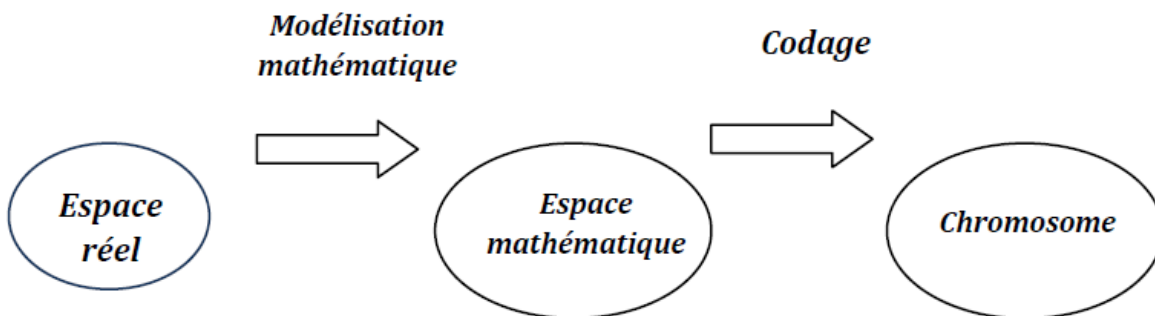 Modélisation
mathématique
Codage
Espace
réel
Espace
mathématique
Chromosome